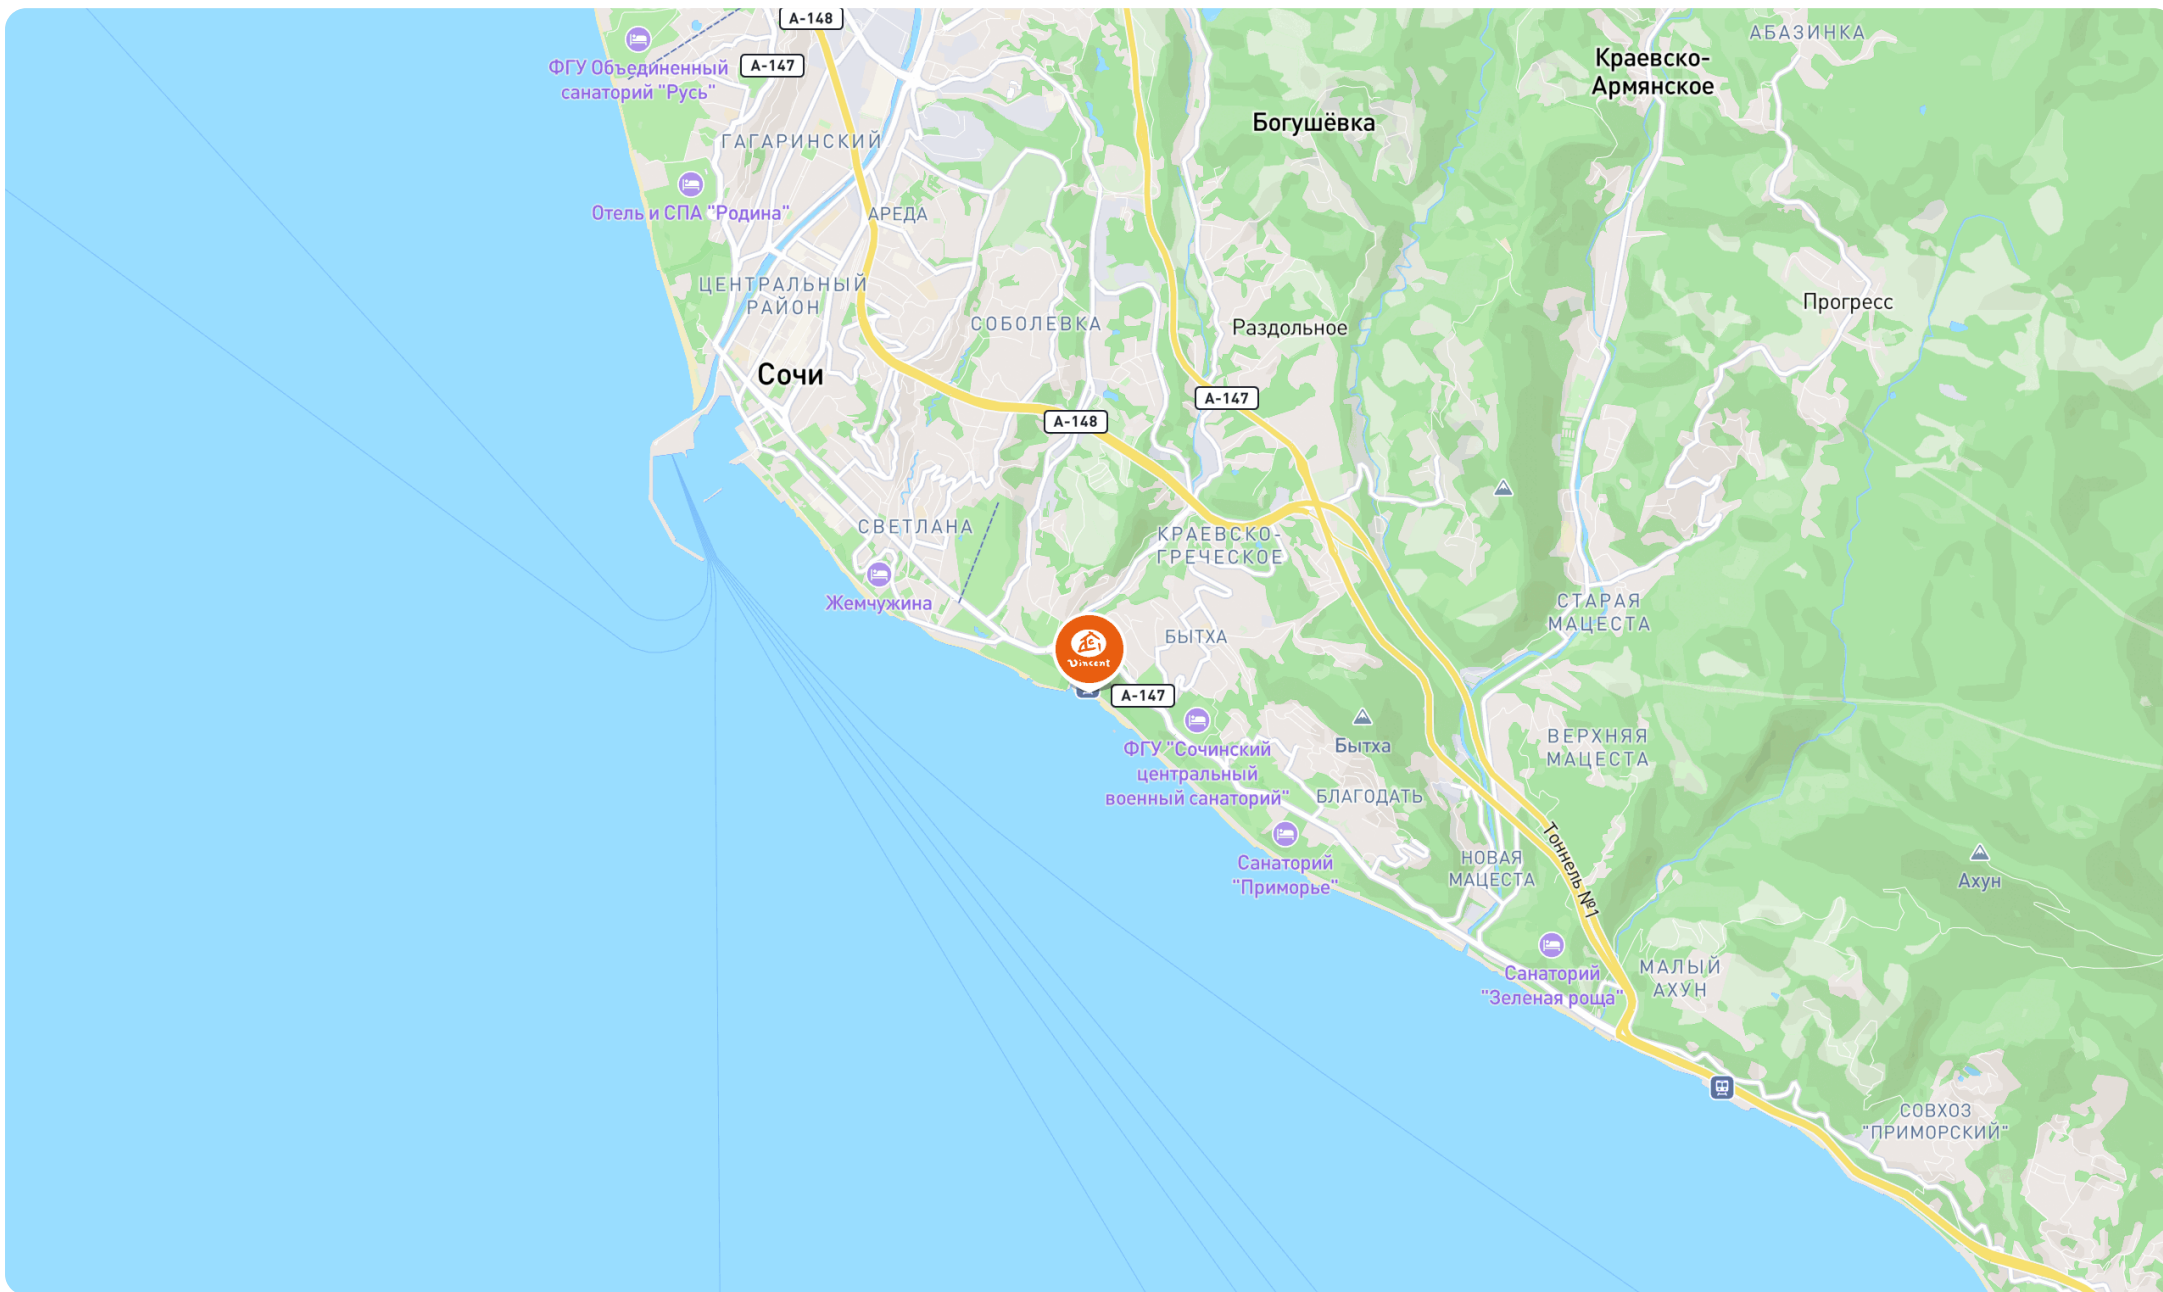 А-148
А-147
ФГУ Объединенный
санаторий "Русь"
ГАГАРИНСКИЙ
Отель и СПА "Родина"
АРЕДА
ЦЕНТРАЛЬНЫЙ
РАЙОН
СОБОЛЕВКА
Сочи
А-148
А-147
Богушёвка
Краевско-
Армянское
АБАЗИНКА
Раздольное
Прогресс
СВЕТЛАНА
КРАЕВСКО-
ГРЕЧЕСКОЕ
Жемчужина
БЫТХА
СТАРАЯ
МАЦЕСТА
Vincent
А-147
ФГУ "Сочинский
центральный
военный санаторий"
Бытха
ВЕРХНЯЯ
МАЦЕСТА
БЛАГОДАТЬ
Санаторий
"Приморье"
НОВАЯ
МАЦЕСТА
Тоннель №1
Ахун
Санаторий
"Зеленая роща"
МАЛЫЙ
АХУН
СОВХОЗ
"ПРИМОРСКИЙ"